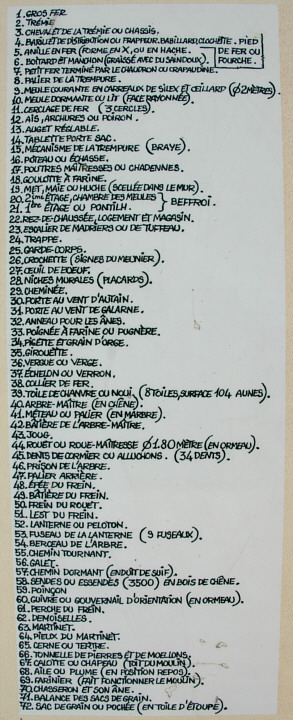 1. GROS FER.
2. TRÉMIE
3. CHEVALET DE LA TRÉMIE OU CHASSIS.
4. BARILLET DE DISTRIBUTION OU FRAPPEUR. BABILLARD, CLOCHETTE. PIED
5. ANILLE EN FER (FORME EN X, OU EN HACHE. DE FER OU
6. BOITARD ET MANCHON (GRAISSÉ AVEC DU SAINDOUX). FOURCHE.
7. PETIT FER TERMINÉ PAR LE CHAUDRON OU CRAPAUDINE.
8. PALIER DE LA TREMPURE.
9. MEULE COURANTE EN CARREAUX DE SILEX ET ŒILLARD (Ø 2 MÈTRES).
10. MEULE DORMANTE OU LIT (FACE RAYONNÉE).
11. CERCLAGE DE FER (3 CERCLES).
12. AIS, ARCHURES OU POIRON.
13. AUGET RÉGLABLE.
14. TABLETTE PORTE SAC.
15. MÉCANISME DE LA TREMPURE (BRAYE).
16. POTEAU OU ÉCHASSE.
17. POUTRES MAÎTRESSES OU CHADENNES.
18. GOULOTTE À FARINE.
19. MET, MAIE OU HUCHE (SCELLÉE DANS LE MUR).
20. 2ÈME ÉTAGE, CHAMBRE DES MEULES BEFFROI.
21. 1ÈRE ÉTAGE OU PONTILH.
22. REZ-DE-CHAUSSÉE, LOGEMENT ET MAGASIN.
23. ESCALIER DE MADRIERS OU DE TUFFEAU.
24. TRAPPE.
25. GARDE-CORPS.
26. CROCHETTE (SIGNES DU MEUNIER).
27. ŒUIL DE BŒUF.
28. NICHES MURALES (PLACARDS).
29. CHEMINÉE.
30. PORTE AU VENT D'AUTAIN.
31. PORTE AU VENT DE GALARNE.
32. ANNEAU POUR LES ÂNES.
33. POIGNÉE À FARINE OU PUGNÈRE.
34. PIGETTE ET GRAIN D'ORGE.
35. GIROUETTE.
36. VERGUE OU VERGE.
37. ÉCHELON OU VERRON.
38. COLLIER DE FER.
39. TOILE DE CHANVRE OU NOUI. (8 TOILES, SURFACE 104 AUNES).
40. ARBRE-MAÎTRE (EN CHÊNE).
41. MÉTEAU OU PALIER (EN MARBRE).
42. BÂTIÈRE DE L'ARBRE-MAÎTRE.
43. JOUG.
44. ROUET OU ROUE-MAÎTRESSE Ø 1.80 MÈTRE (EN ORMEAU).
45. DENTS DE CORMIER OU ALLUCHONS. (34 DENTS).
46. PRISON DE L'ARBRE.
47. PALIER ARRIÈRE.
48. ÉPÉE DU FREIN.
49. BÂTIÈRE DU FREIN.
50. FREIN DU ROUET.
51. LEST DU FREIN.
52. LANTERNE OU PELOTON.
53. FUSEAU DE LA LANTERNE (9 FUSEAUX).
54. BERCEAU DE L'ARBRE.
55. CHEMIN TOURNANT.
56. GALET.
57. CHEMIN DORMANT (ENDUIT DE SUIF).
58. SENDES OU ESSENDES (3500) EN BOIS DE CHÊNE.
59. POINÇON
60. GUIVRE OU GOUVERNAIL D'ORIENTATION (EN ORMEAU).
61. PERCHE DU FREIN.
62. DEMOISELLES.
63. MARTINET.
64. PIEUX DU MARTINET.
65. CERNE OU TERTRE.
66. TONNELLE DE PIERRES ET DE MOELLONS.
67. CALOTTE OU CHAPEAU (TOIT DU MOULIN).
68. AILE OU PLUME (EN POSITION REPOS).
69. FARINIER (FAIT FONCTIONNER LE MOULIN).
70. CHASSERON ET SON ÂNE.
71. BALANCE DES SACS DE GRAIN.
72. SAC DE GRAIN OU POCHÉE (EN TOILE D'ÉTOUPE).